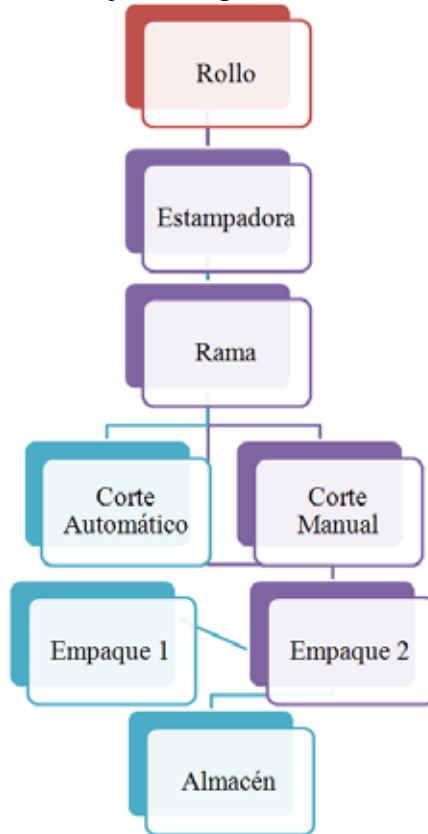 Rollo
Estampadora
Rama
Corte
Automático
Corte
Manual
Empaque 1
Empaque 2
Almacén